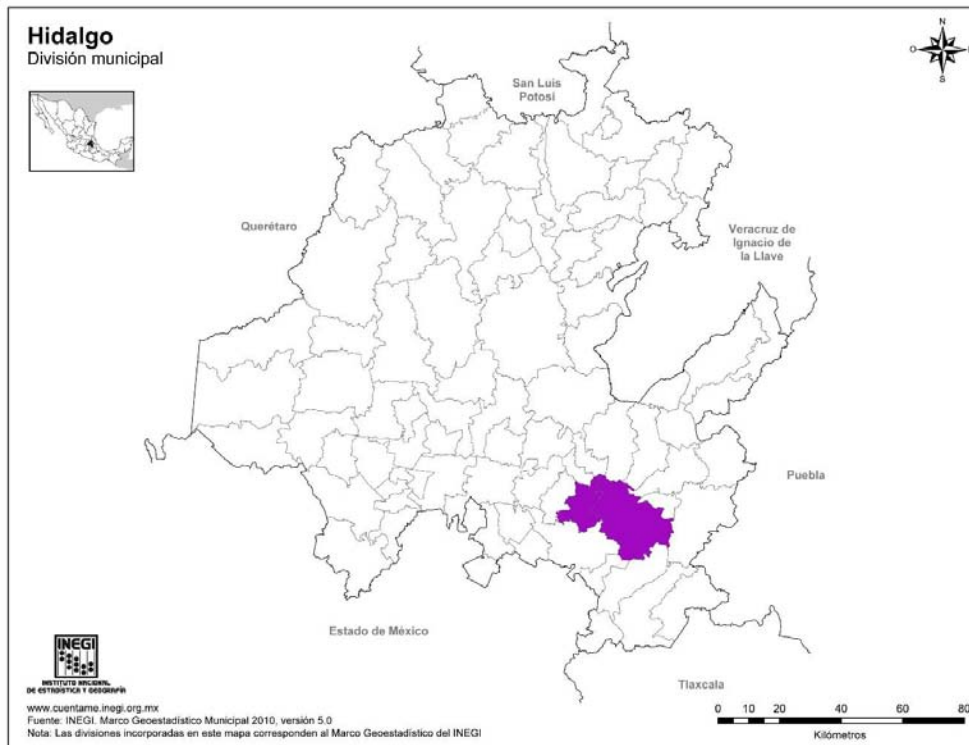 Hidalgo
División municipal
N
O
E
S
San Luis
Potosí
Querétaro
Veracruz de
Ignacio de
la Llave
Puebla
Estado de México
Tlaxcala
INEGI
INSTITUTO NACIONAL
DE ESTADÍSTICA Y GEOGRAFÍA
www.cuentame.inegi.org.mx
Fuente: INEGI. Marco Geoestadístico Municipal 2010, versión 5.0
Nota: Las divisiones incorporadas en este mapa corresponden al Marco Geoestadístico del INEGI
0 10 20 40 60 80
Kilómetros